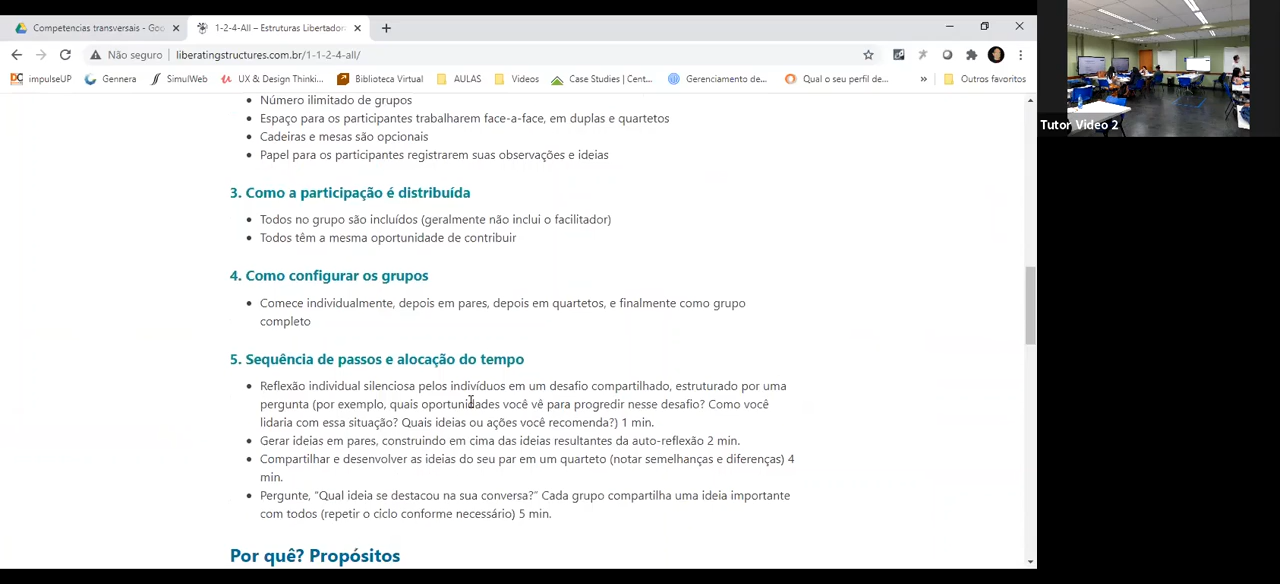 Competencias transversais - Goo
1-2-4-All – Estruturas Libertadora
Não seguro
liberatingstructures.com.br/1-1-2-4-all/
impulseUP
Gennera
SimulWeb
UX & Design Thinki...
Biblioteca Virtual
AULAS
Videos
Case Studies | Cent...
Gerenciamento de...
Qual o seu perfil de...
»
Outros favoritos
Tutor Video 2
• Número ilimitado de grupos
• Espaço para os participantes trabalharem face-a-face, em duplas e quartetos
• Cadeiras e mesas são opcionais
• Papel para os participantes registrarem suas observações e ideias
3. Como a participação é distribuída
• Todos no grupo são incluídos (geralmente não inclui o facilitador)
• Todos têm a mesma oportunidade de contribuir
4. Como configurar os grupos
• Comece individualmente, depois em pares, depois em quartetos, e finalmente como grupo
completo
5. Sequência de passos e alocação do tempo
• Reflexão individual silenciosa pelos indivíduos em um desafio compartilhado, estruturado por uma
pergunta (por exemplo, quais oportunidades você vê para progredir nesse desafio? Como você
lidaria com essa situação? Quais ideias ou ações você recomenda?) 1 min.
• Gerar ideias em pares, construindo em cima das ideias resultantes da auto-reflexão 2 min.
• Compartilhar e desenvolver as ideias do seu par em um quarteto (notar semelhanças e diferenças) 4
min.
• Pergunte, “Qual ideia se destacou na sua conversa?” Cada grupo compartilha uma ideia importante
com todos (repetir o ciclo conforme necessário) 5 min.
Por quê? Propósitos